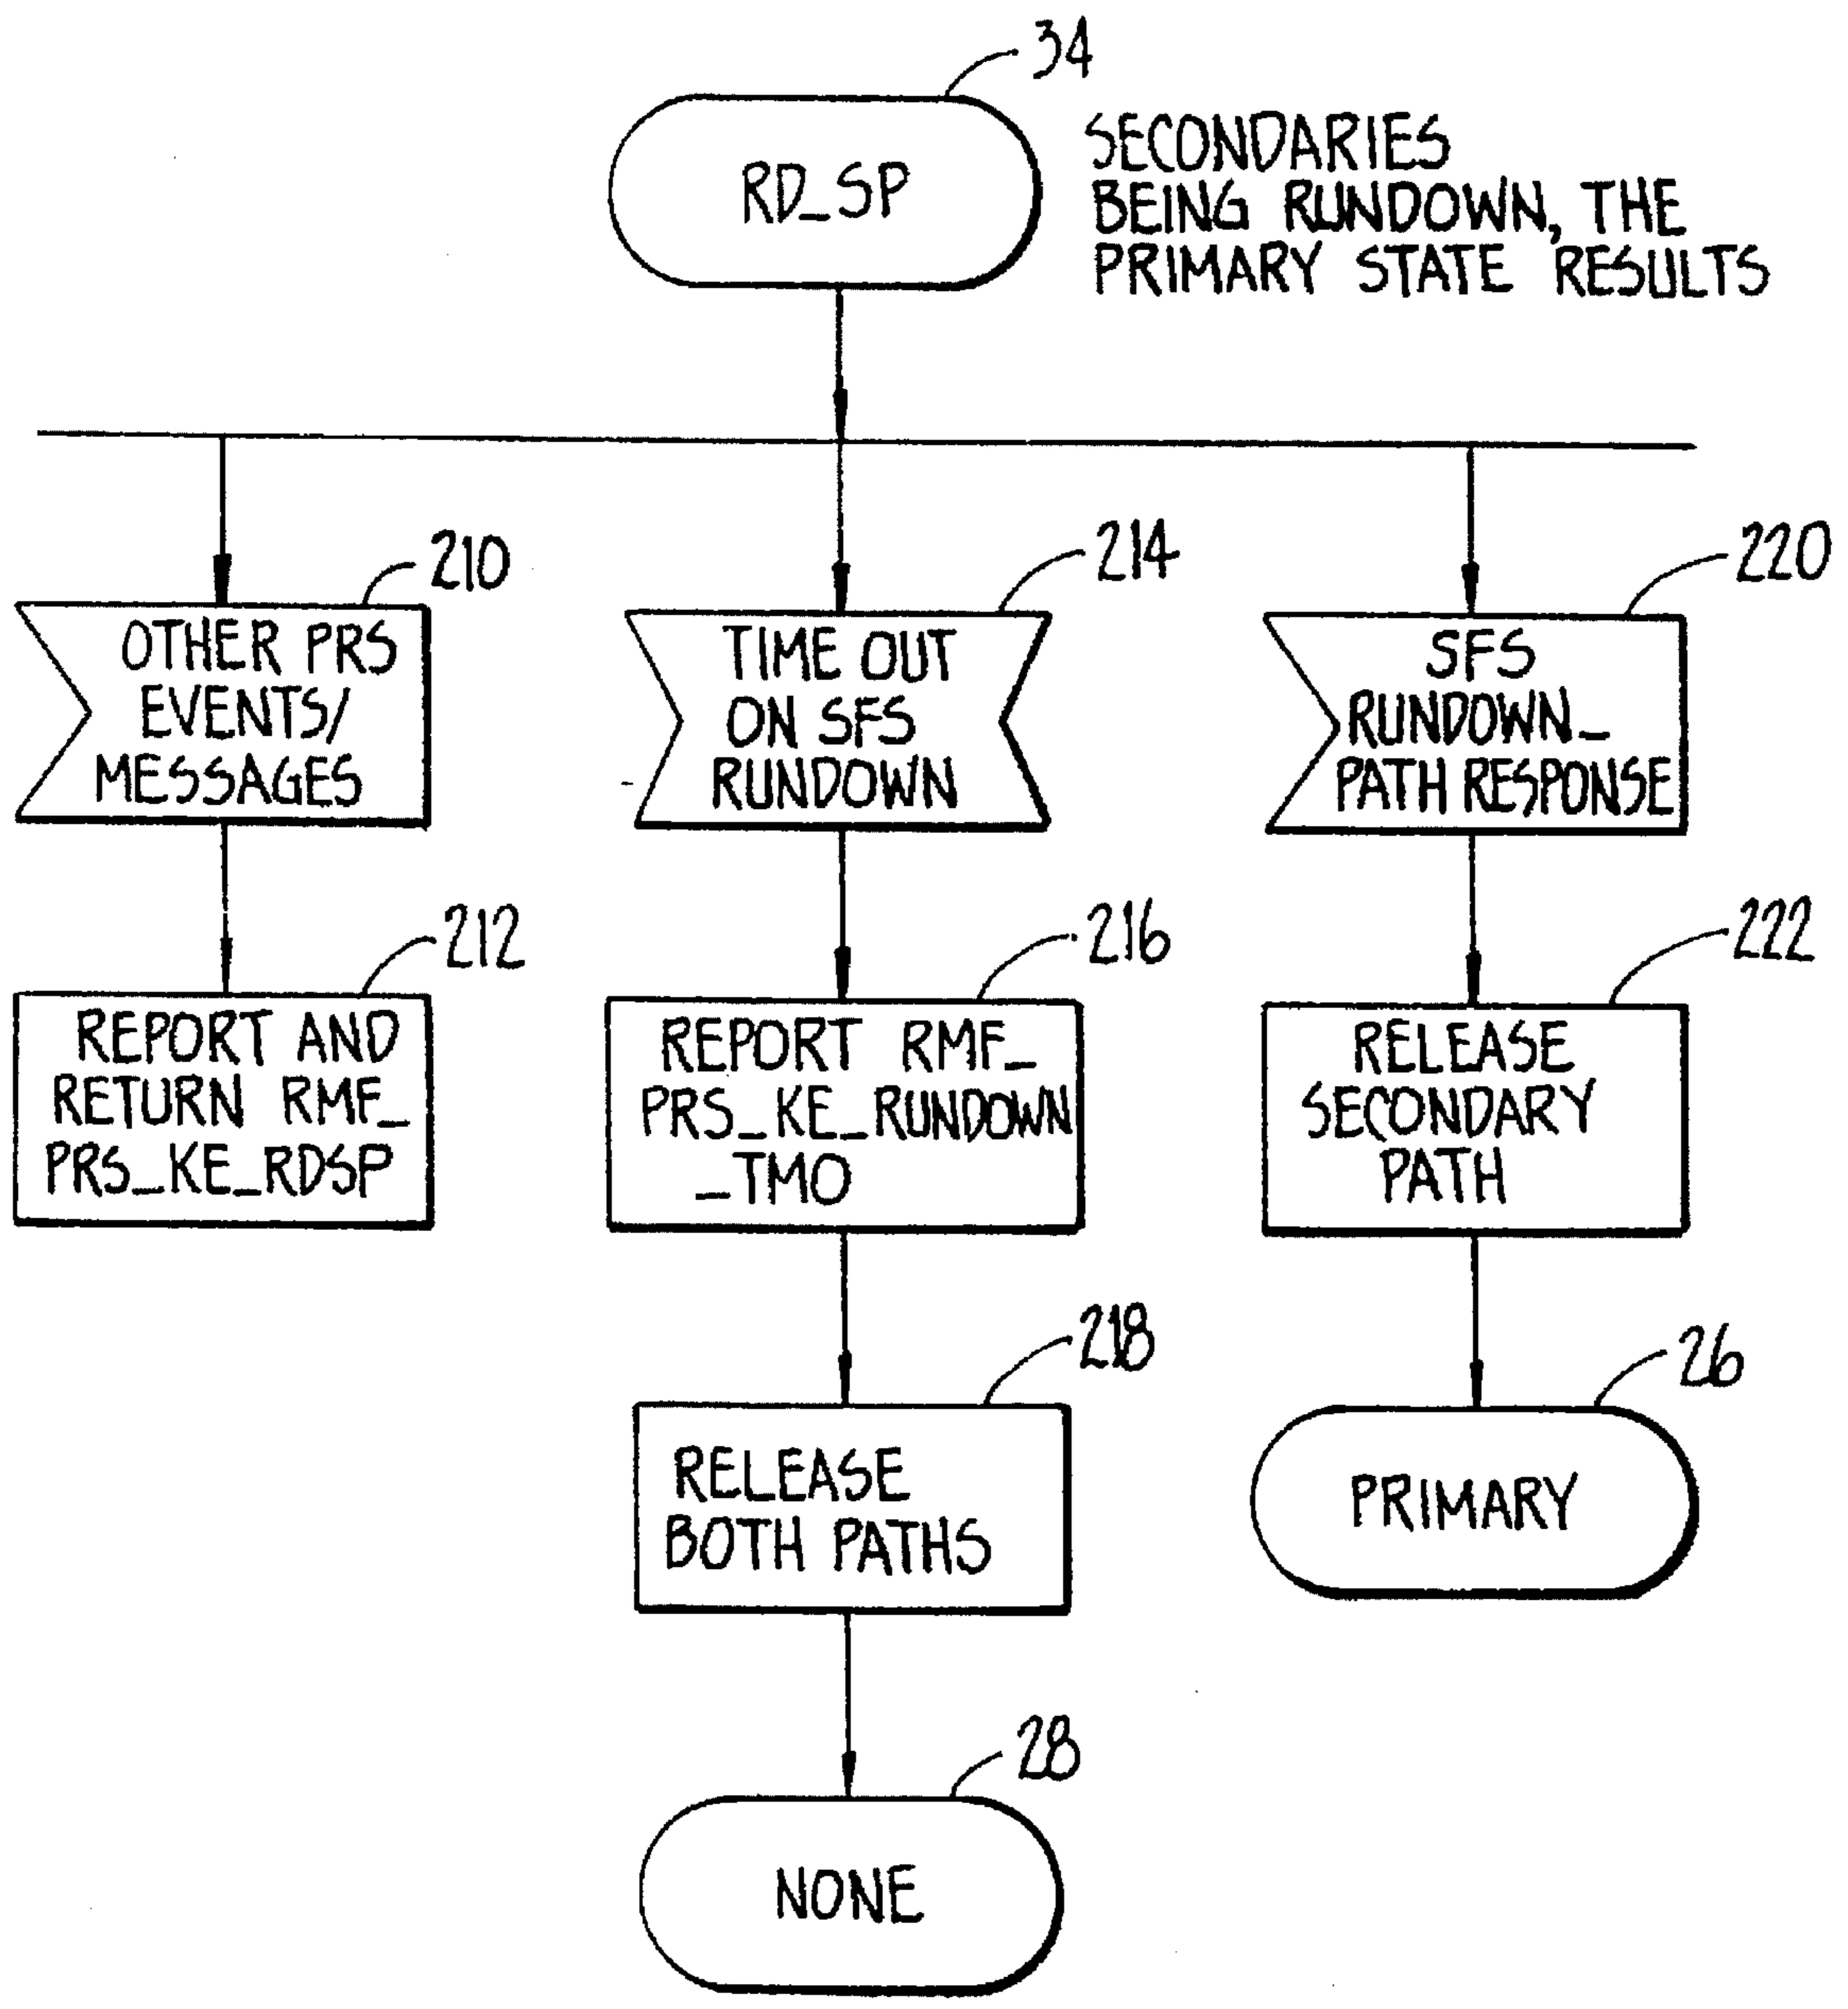 34
RD_SP
SECONDARIES
BEING RUNDOWN, THE
PRIMARY STATE RESULTS
210
OTHER PRS
EVENTS/
MESSAGES
214
TIME OUT
ON SFS
RUNDOWN
220
SFS
RUNDOWN_
PATH RESPONSE
212
REPORT AND
RETURN RMF_
PRS_KE_RDSP
216
REPORT RMF_
PRS_KE_RUNDOWN
_TMO
222
RELEASE
SECONDARY
PATH
218
RELEASE
BOTH PATHS
26
PRIMARY
28
NONE